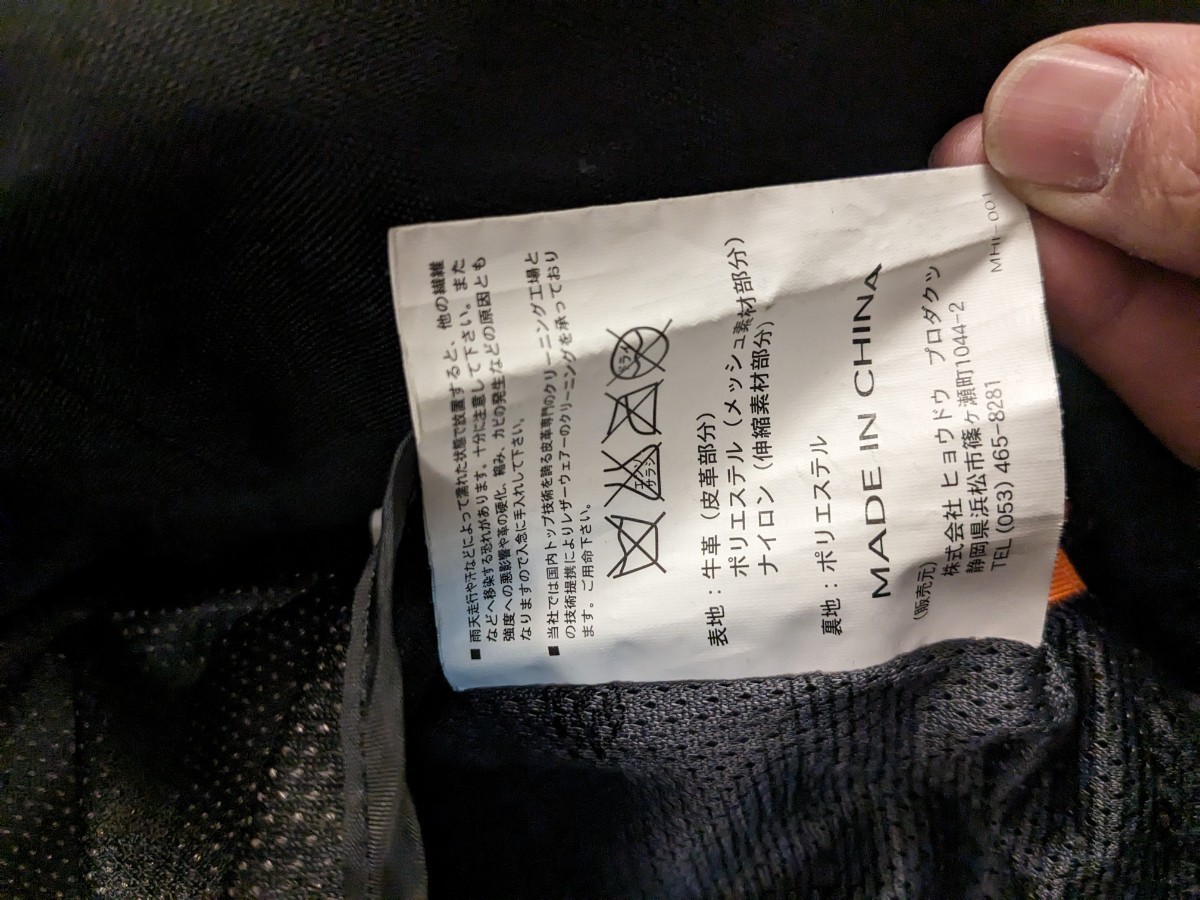 ■ 雨天走行や汗などによって濡れた状態で放置すると、他の繊維
などへ移染する恐れがあります。十分に注意して下さい。また
強度への悪影響や革の硬化、縮み、カビの発生などの原因とも
なりますので入念に手入れして下さい。
■ 当社では国内トップ技術を誇る皮革専門のクリーニング工場と
の技術提携によりレザーウェアーのクリーニングを承っており
ます。ご用命下さい。
エンソ
サラシ
ドライ
表地：牛革（皮革部分）
ポリエステル（メッシュ素材部分）
ナイロン（伸縮素材部分）
裏地：ポリエステル
MADE IN CHINA
（販売元）
株式会社 ヒョウドウ プロダクツ
静岡県浜松市篠ヶ瀬町1044-2
TEL (053) 465-8281
MHI-001